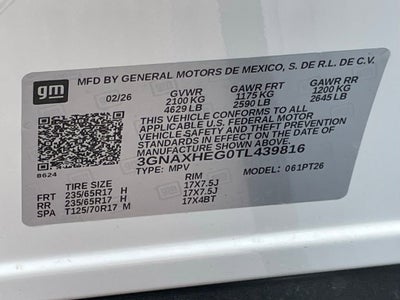 gm
MFD BY GENERAL MOTORS DE MEXICO, S. DE R.L. DE C.V.
02/26 GVWR GAWR FRT GAWR RR
2100 KG 1175 KG 1200 KG
4629 LB 2590 LB 2645 LB
THIS VEHICLE CONFORMS TO ALL
APPLICABLE U.S. FEDERAL MOTOR
VEHICLE SAFETY AND THEFT
PREVENTION STANDARDS IN EFFECT
ON THE DATE OF MANUFACTURE
SHOWN ABOVE.
3GNAXHEG0TL439816
8624 TYPE: MPV MODEL: 061PT26
TIRE SIZE RIM
FRT 235/65R17 H 17X7.5J
RR 235/65R17 H 17X7.5J
SPA T125/70R17 M 17X4BT